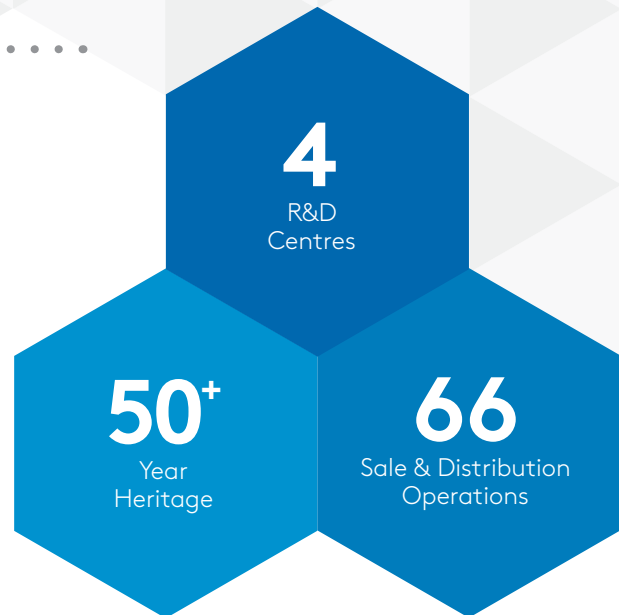 4
R&D
Centres
50+
Year
Heritage
66
Sale & Distribution
Operations